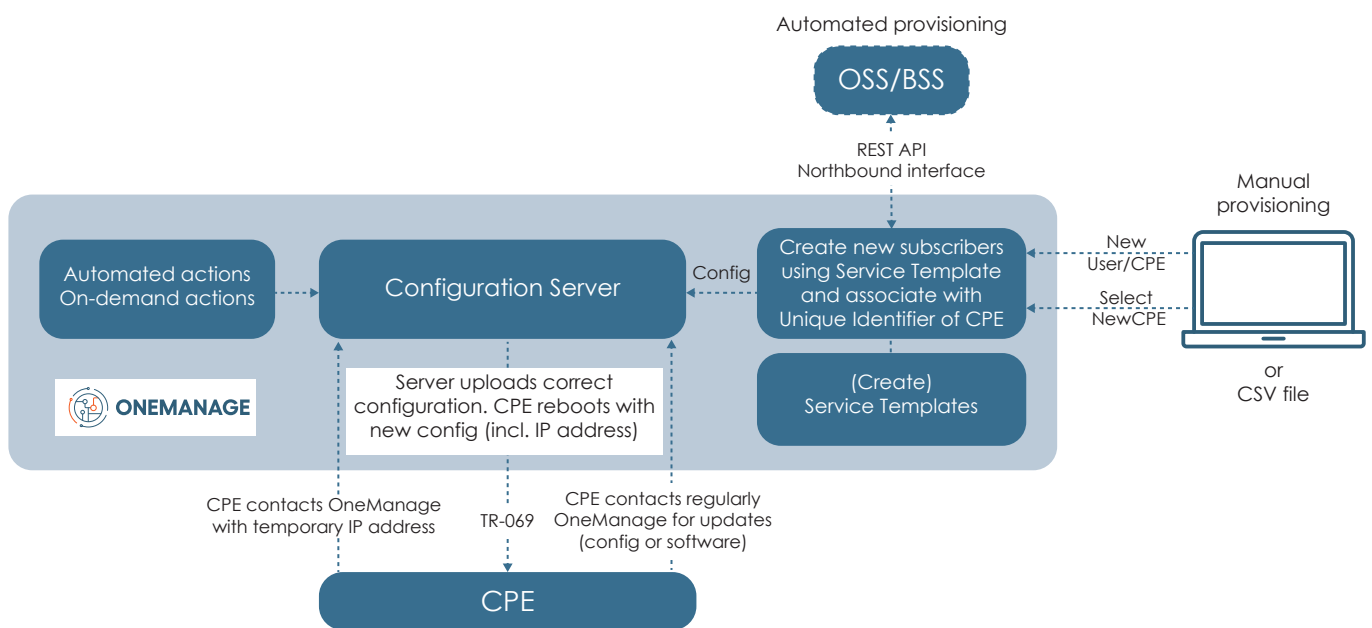 Automated provisioning
OSS/BSS
REST API
Northbound interface
Manual
provisioning
New
User/CPE
Select
NewCPE
or
CSV file
Create new subscribers
using Service Template
and associate with
Unique Identifier of CPE
(Create)
Service Templates
Config
Configuration Server
Automated actions
On-demand actions
ONEMANAGE
Server uploads correct
configuration. CPE reboots with
new config (incl. IP address)
CPE contacts OneManage
with temporary IP address
TR-069
CPE contacts regularly
OneManage for updates
(config or software)
CPE